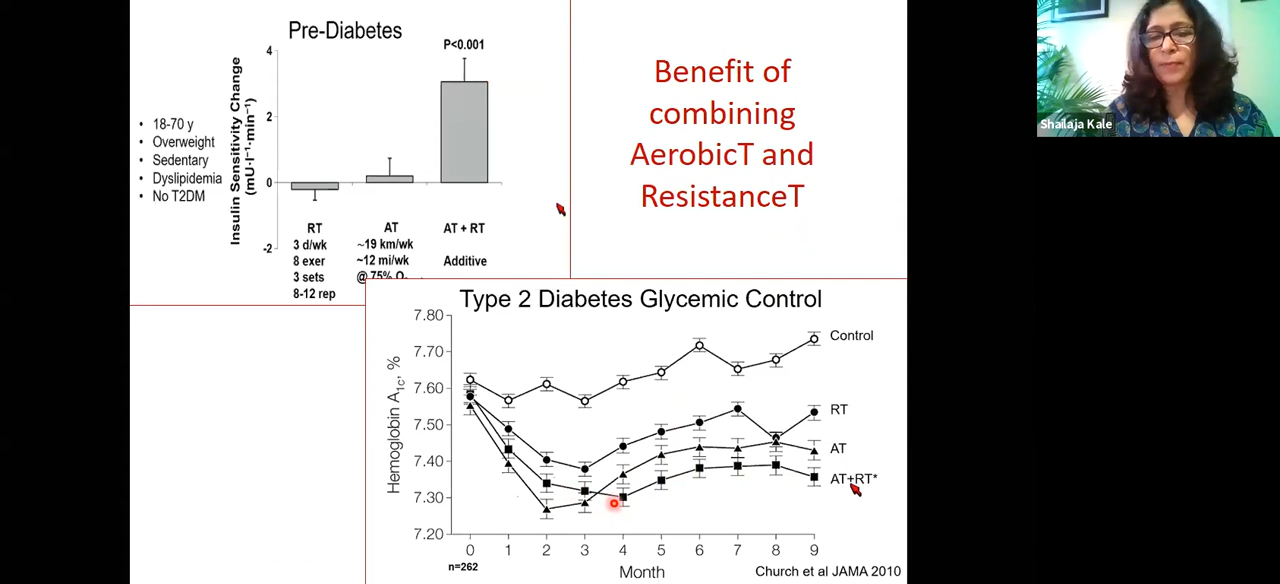 Pre-Diabetes
P<0.001
4
2
0
-2
Insulin Sensitivity Change
(mU·l⁻¹·min⁻¹)
• 18-70 y
• Overweight
• Sedentary
• Dyslipidemia
• No T2DM
RT
3 d/wk
8 exer
3 sets
8-12 rep
AT
~19 km/wk
~12 mi/wk
@ 75% O₂
AT + RT
Additive
Benefit of
combining
AerobicT and
ResistanceT
Shailaja Kale
Type 2 Diabetes Glycemic Control
7.80
7.70
7.60
7.50
7.40
7.30
7.20
Hemoglobin A1c, %
Control
RT
AT
AT+RT*
0 1 2 3 4 5 6 7 8 9
n=262
Month
Church et al JAMA 2010